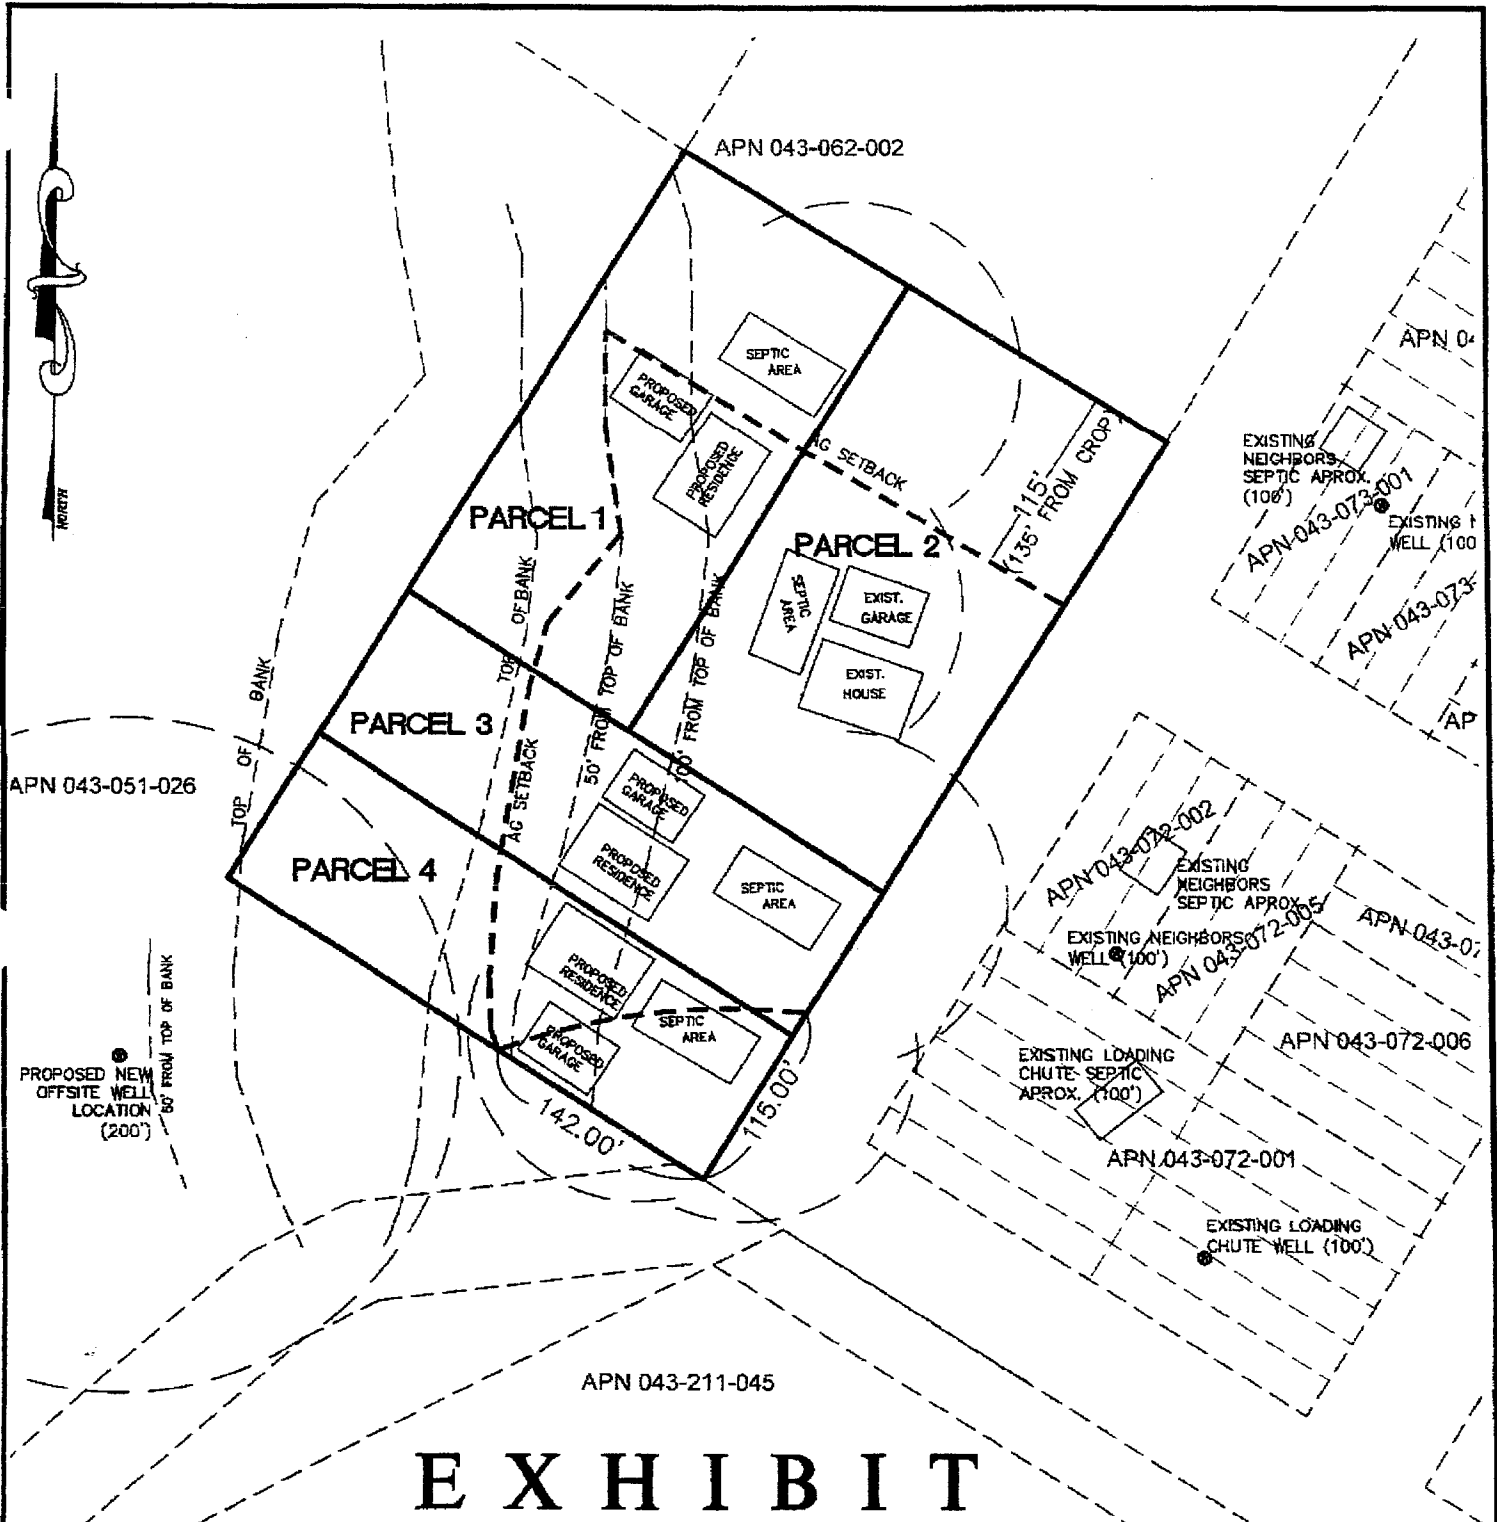 APN 043-062-002
NORTH
SEPTIC
AREA
PROPOSED
GARAGE
PROPOSED
RESIDENCE
AG SETBACK
115'
(135' FROM CROP)
PARCEL 1
PARCEL 2
SEPTIC
AREA
EXIST.
GARAGE
EXIST.
HOUSE
TOP OF BANK
50' FROM TOP OF BANK
100' FROM TOP OF BANK
TOP OF BANK
PARCEL 3
AG SETBACK
PROPOSED
GARAGE
PROPOSED
RESIDENCE
SEPTIC
AREA
APN 043-051-026
PARCEL 4
PROPOSED
RESIDENCE
PROPOSED
GARAGE
SEPTIC
AREA
142.00'
115.00'
50' FROM TOP OF BANK
PROPOSED NEW
OFFSITE WELL
LOCATION
(200')
APN 04
EXISTING
NEIGHBORS
SEPTIC APROX.
(100')
APN 043-073-001
EXISTING
WELL (100
APN 043-073-
AP
APN 043-072-002
EXISTING
NEIGHBORS
SEPTIC APROX.
EXISTING NEIGHBORS
WELL (100')
APN 043-072-005
APN 043-07
APN 043-072-006
EXISTING LOADING
CHUTE SEPTIC
APROX. (100')
APN 043-072-001
EXISTING LOADING
CHUTE WELL (100')
APN 043-211-045
EXHIBIT